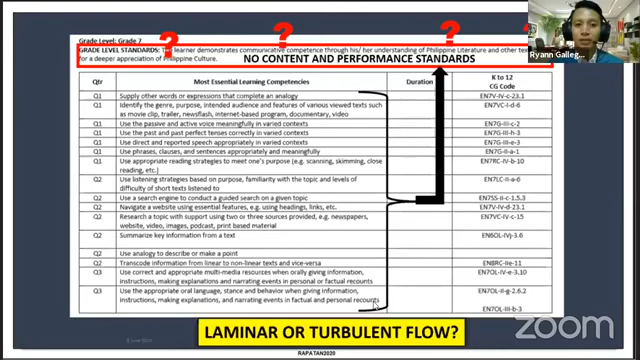 Grade Level: Grade 7
? ? ? ?
GRADE LEVEL STANDARDS: The learner demonstrates communicative competence through his/ her understanding of Philippine Literature and other tex
for a deeper appreciation of Philippine Culture.
NO CONTENT AND PERFORMANCE STANDARDS
Ryann Galleg...
Qtr Most Essential Learning Competencies Duration K to 12
CG Code
Q1 Supply other words or expressions that complete an analogy EN7V-IV-c-23.1
Q1 Identify the genre, purpose, intended audience and features of various viewed texts such EN7VC-I-d-6
as movie clip, trailer, newsflash, internet-based program, documentary, video
Q1 Use the passive and active voice meaningfully in varied contexts EN7G-III-c-2
Q1 Use the past and past perfect tenses correctly in varied contexts EN7G-III-h-3
Q1 Use direct and reported speech appropriately in varied contexts EN7G-III-e-3
Q1 Use phrases, clauses, and sentences appropriately and meaningfully EN7G-II-a-1
Q1 Use appropriate reading strategies to meet one's purpose (e.g. scanning, skimming, close EN7RC-IV-b-10
reading, etc.)
Q2 Use listening strategies based on purpose, familiarity with the topic and levels of EN7LC-II-a-6
difficulty of short texts listened to
Q2 Use a search engine to conduct a guided search on a given topic EN7SS-II-c-1.5.3
Q2 Navigate a website using essential features, e.g. using headings, links, etc. EN7V-IV-d-23.1
Q2 Research a topic with support using two or three sources provided, e.g. newspapers, EN7VC-IV-c-15
website, video, images, podcast, print based material
Q2 Summarize key information from a text EN6OL-IVj-3.6
Q2 Use analogy to describe or make a point
Q2 Transcode information from linear to non-linear texts and vice-versa EN8RC-IIe-11
Q3 Use correct and appropriate multi-media resources when orally giving information, EN7OL-IV-e-3.10
instructions, making explanations and narrating events in personal or factual recounts
Q3 Use the appropriate oral language, stance and behavior when giving information, EN7OL-II-g-2.6.2
instructions, making explanations, and narrating events in factual and personal recounts
EN7OL-III-b-3
LAMINAR OR TURBULENT FLOW?
RAPATAN2020
zoom